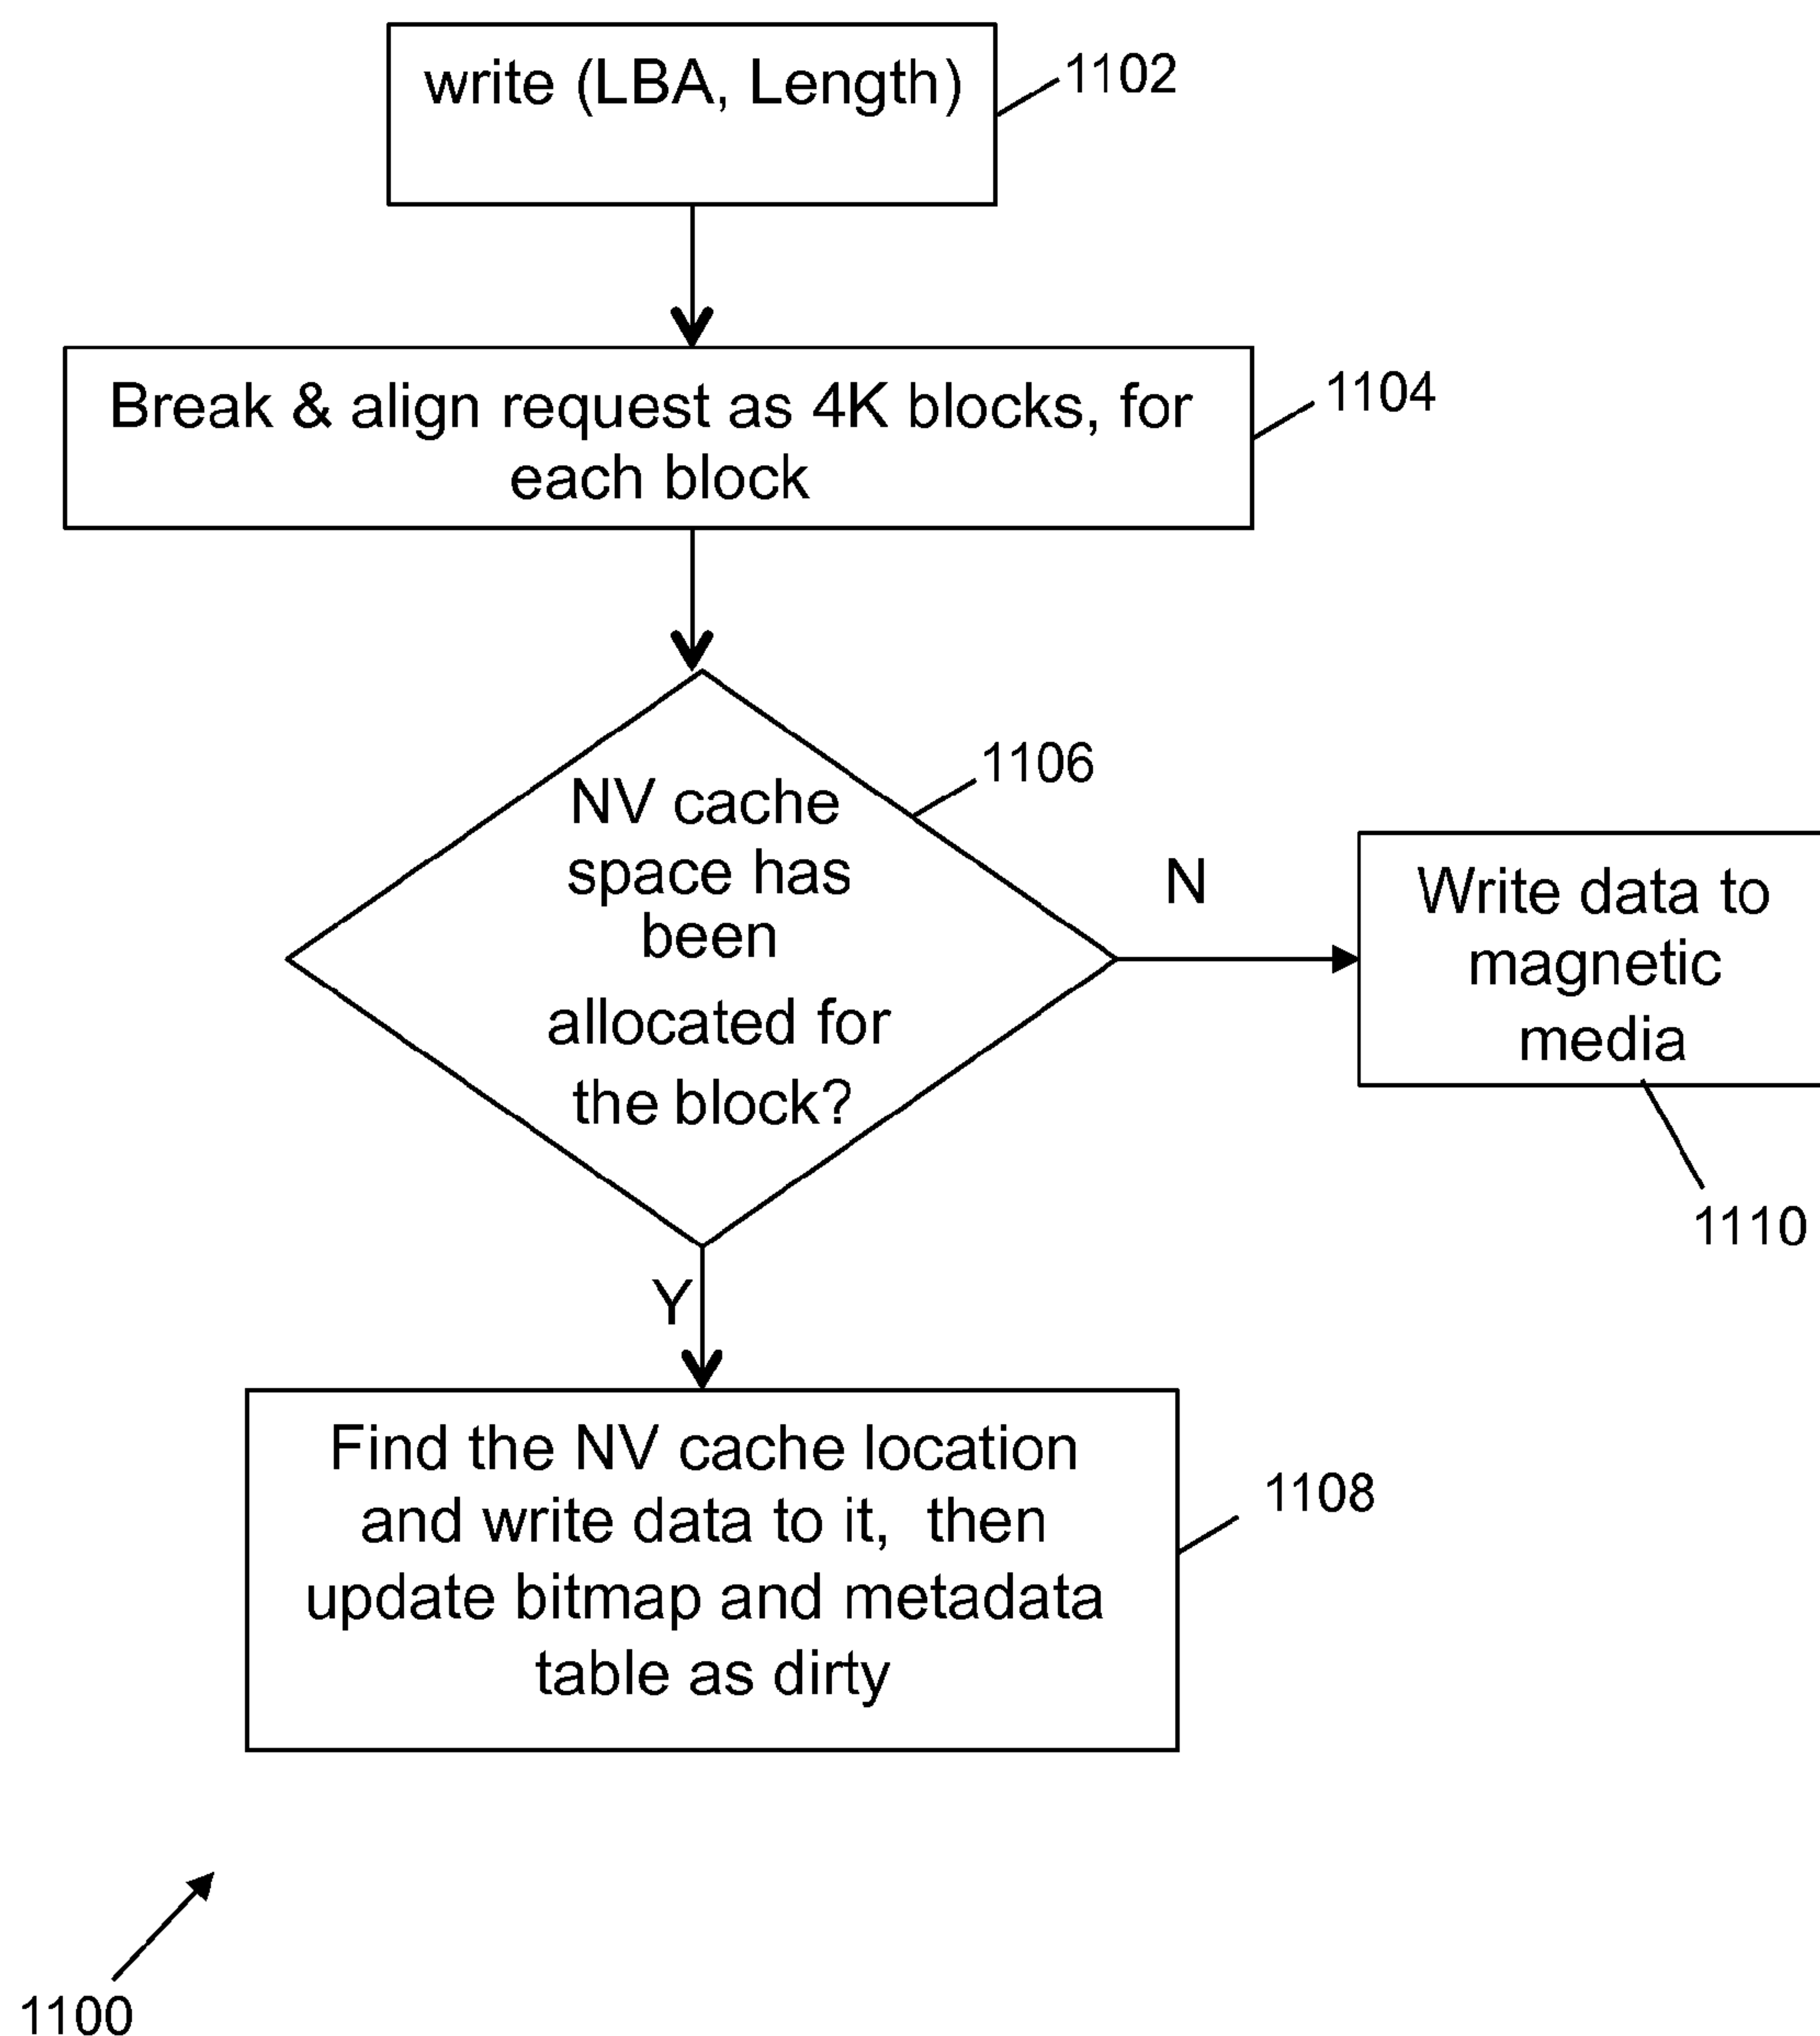 write (LBA, Length)
1102
Break & align request as 4K blocks, for
each block
1104
NV cache
space has
been
allocated for
the block?
1106
N
Write data to
magnetic
media
1110
Y
Find the NV cache location
and write data to it, then
update bitmap and metadata
table as dirty
1108
1100